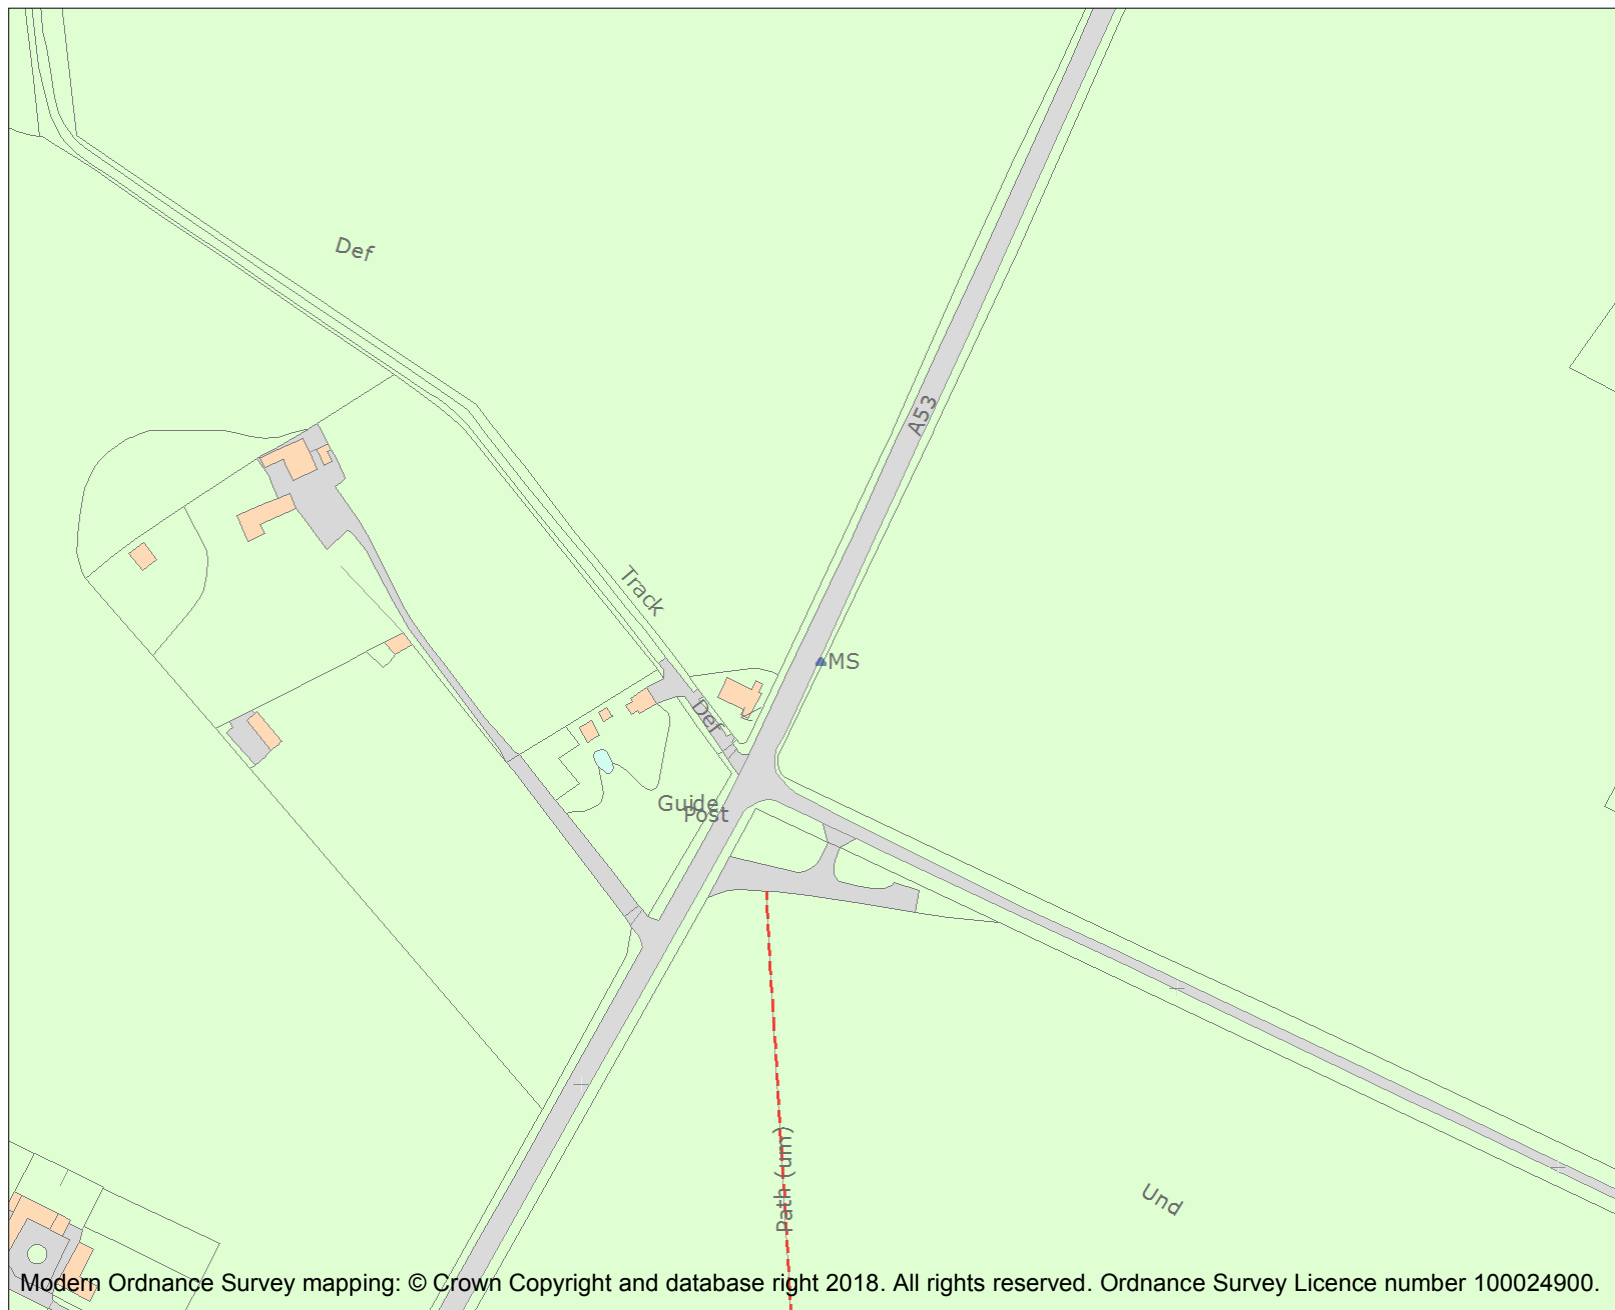 Def
A53
Track
MS
Def
Guide
Post
Path (um)
Und
Modern Ordnance Survey mapping: © Crown Copyright and database right 2018. All rights reserved. Ordnance Survey Licence number 100024900.